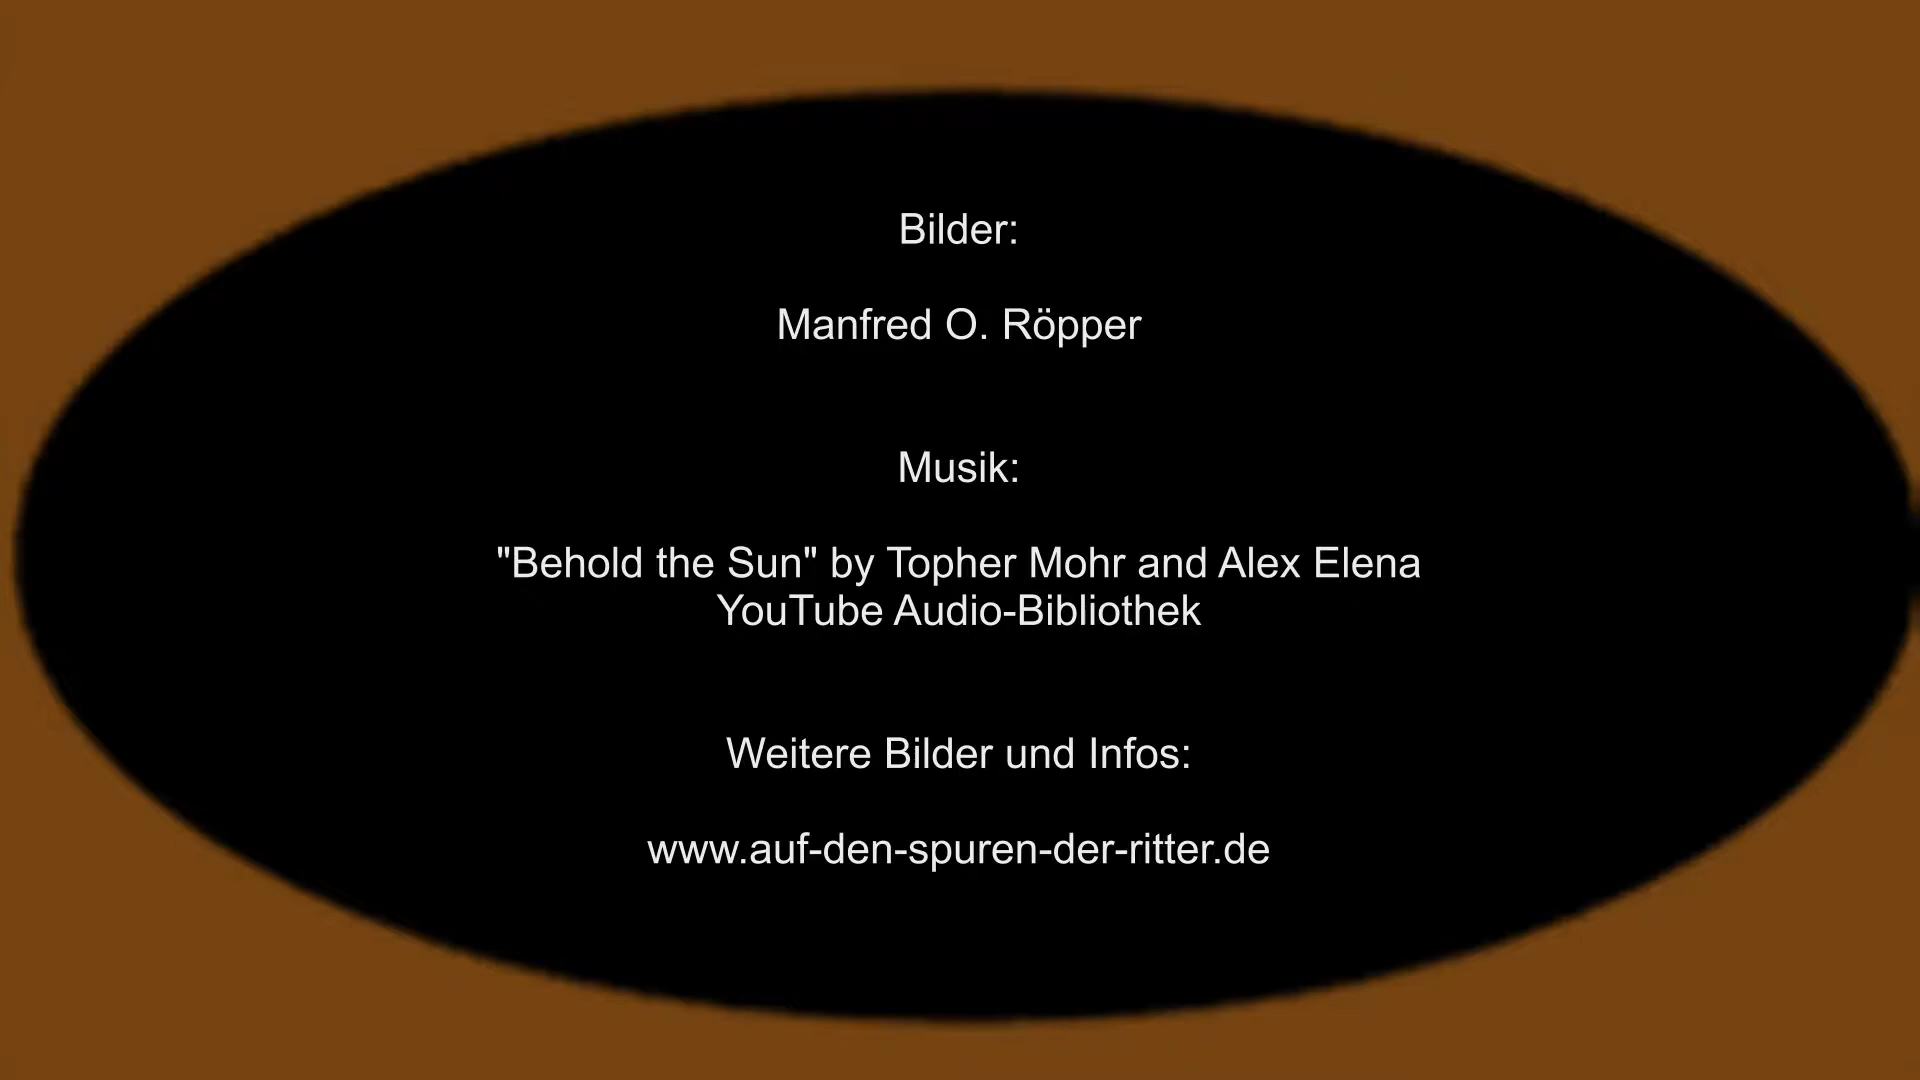 Bilder:
Manfred O. Röpper
Musik:
"Behold the Sun" by Topher Mohr and Alex Elena
YouTube Audio-Bibliothek
Weitere Bilder und Infos:
www.auf-den-spuren-der-ritter.de